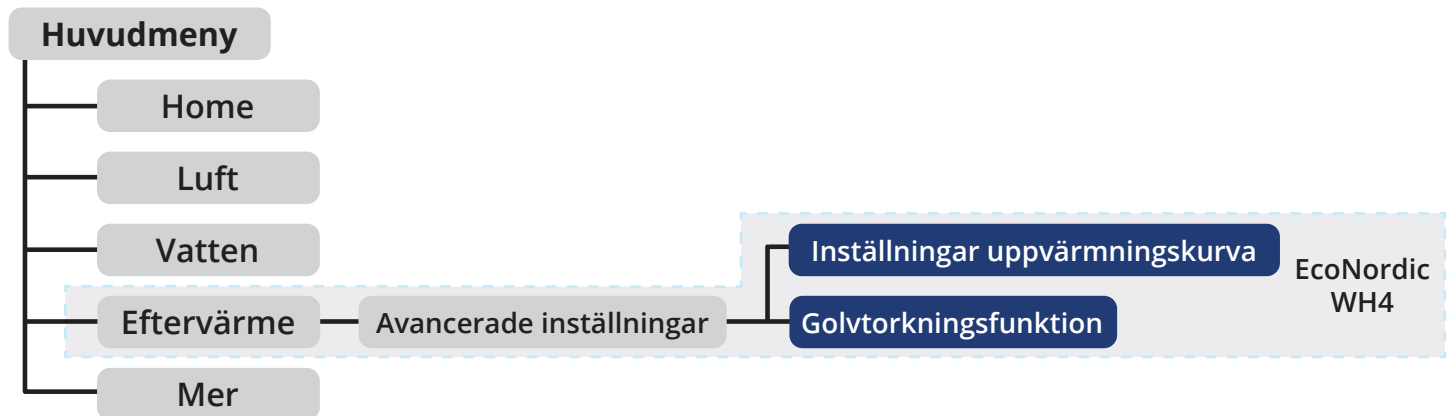 Huvudmeny
Home
Luft
Vatten
Inställningar uppvärmningskurva
EcoNordic
WH4
Eftervärme
Avancerade inställningar
Golvtorkningsfunktion
Mer